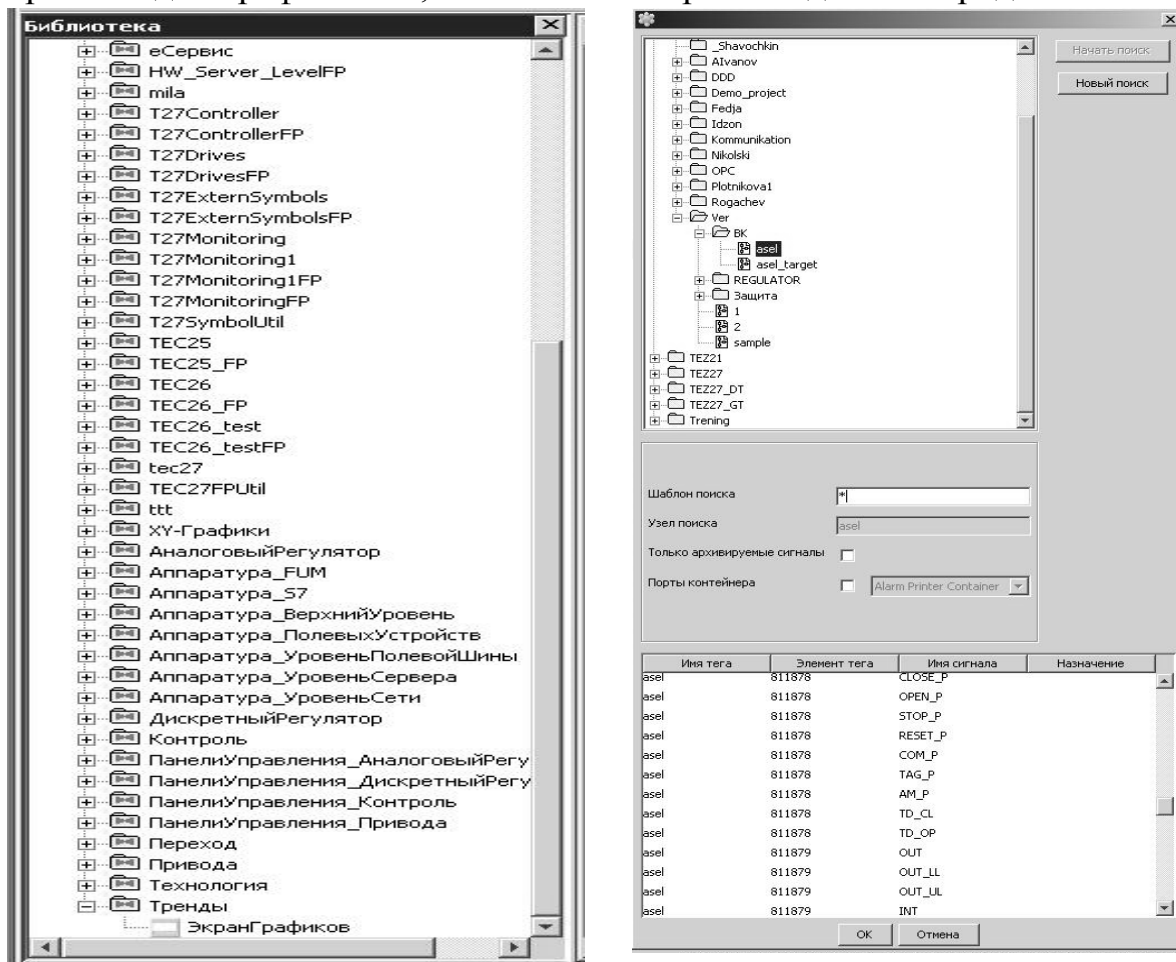 Библиотека
еСервис
HW_Server_LevelFP
mila
T27Controller
T27ControllerFP
T27Drives
T27DrivesFP
T27ExternSymbols
T27ExternSymbolsFP
T27Monitoring
T27Monitoring1
T27Monitoring1FP
T27MonitoringFP
T27SymbolUtil
TEC25
TEC25_FP
TEC26
TEC26_FP
TEC26_test
TEC26_testFP
tec27
TEC27FPUtil
ttt
XY-Графики
АналоговыйРегулятор
Аппаратура_FUM
Аппаратура_S7
Аппаратура_ВерхнийУровень
Аппаратура_ПолевыхУстройств
Аппаратура_УровеньПолевойШины
Аппаратура_УровеньСервера
Аппаратура_УровеньСети
ДискретныйРегулятор
Контроль
ПанелиУправления_АналоговыйРегу
ПанелиУправления_ДискретныйРегу
ПанелиУправления_Контроль
ПанелиУправления_Привода
Переход
Привода
Технология
Тренды
ЭкранГрафиков
_Shavochkin
AIvanov
DDD
Demo_project
Fedja
Idzon
Kommunikation
Nikolski
OPC
Plotnikova1
Rogachev
Ver
BK
asel
asel_target
REGULATOR
Защита
1
2
sample
TEZ21
TEZ27
TEZ27_DT
TEZ27_GT
Trening
Начать поиск
Новый поиск
Шаблон поиска *
Узел поиска asel
Только архивируемые сигналы
Порты контейнера Alarm Printer Container
Имя тега Элемент тега Имя сигнала Назначение
asel 811878 CLOSE_P
asel 811878 OPEN_P
asel 811878 STOP_P
asel 811878 RESET_P
asel 811878 COM_P
asel 811878 TAG_P
asel 811878 AM_P
asel 811878 TD_CL
asel 811878 TD_OP
asel 811879 OUT
asel 811879 OUT_LL
asel 811879 OUT_UL
asel 811879 INT
OK Отмена